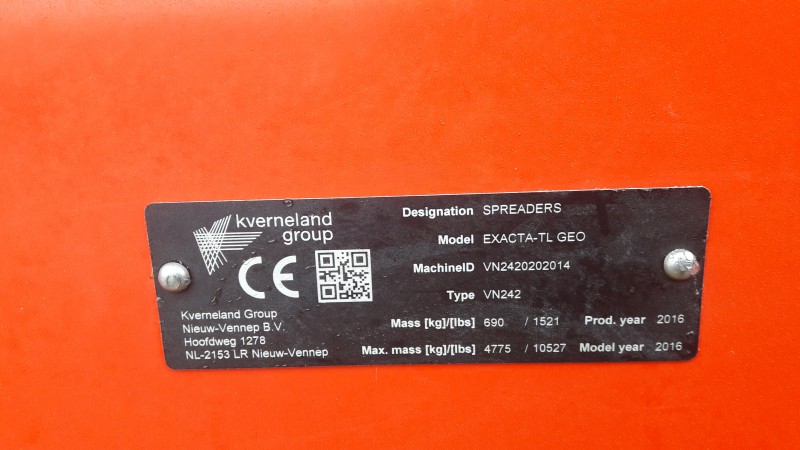 kverneland
group
CE
Kverneland Group
Nieuw-Vennep B.V.
Hoofdweg 1278
NL-2153 LR Nieuw-Vennep
Designation SPREADERS
Model EXACTA-TL GEO
MachineID VN2420202014
Type VN242
Mass [kg]/[lbs] 690 / 1521 Prod. year 2016
Max. mass [kg]/[lbs] 4775 / 10527 Model year 2016